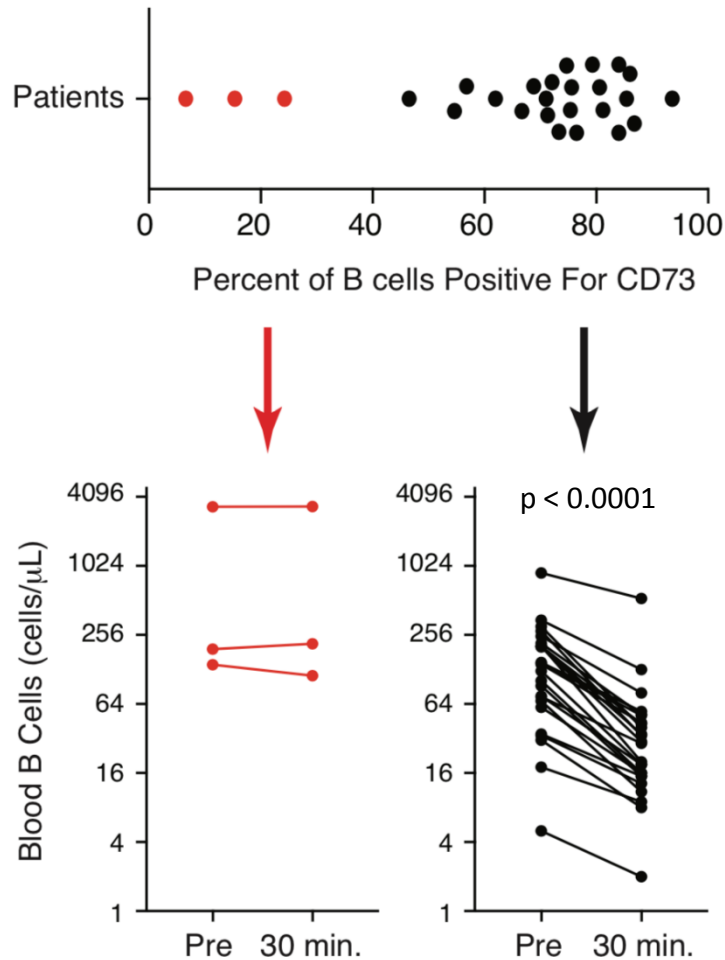 Patients
0 20 40 60 80 100
Percent of B cells Positive For CD73
Blood B Cells (cells/μL)
4096
1024
256
64
16
4
1
Pre 30 min.
p < 0.0001
4096
1024
256
64
16
4
1
Pre 30 min.